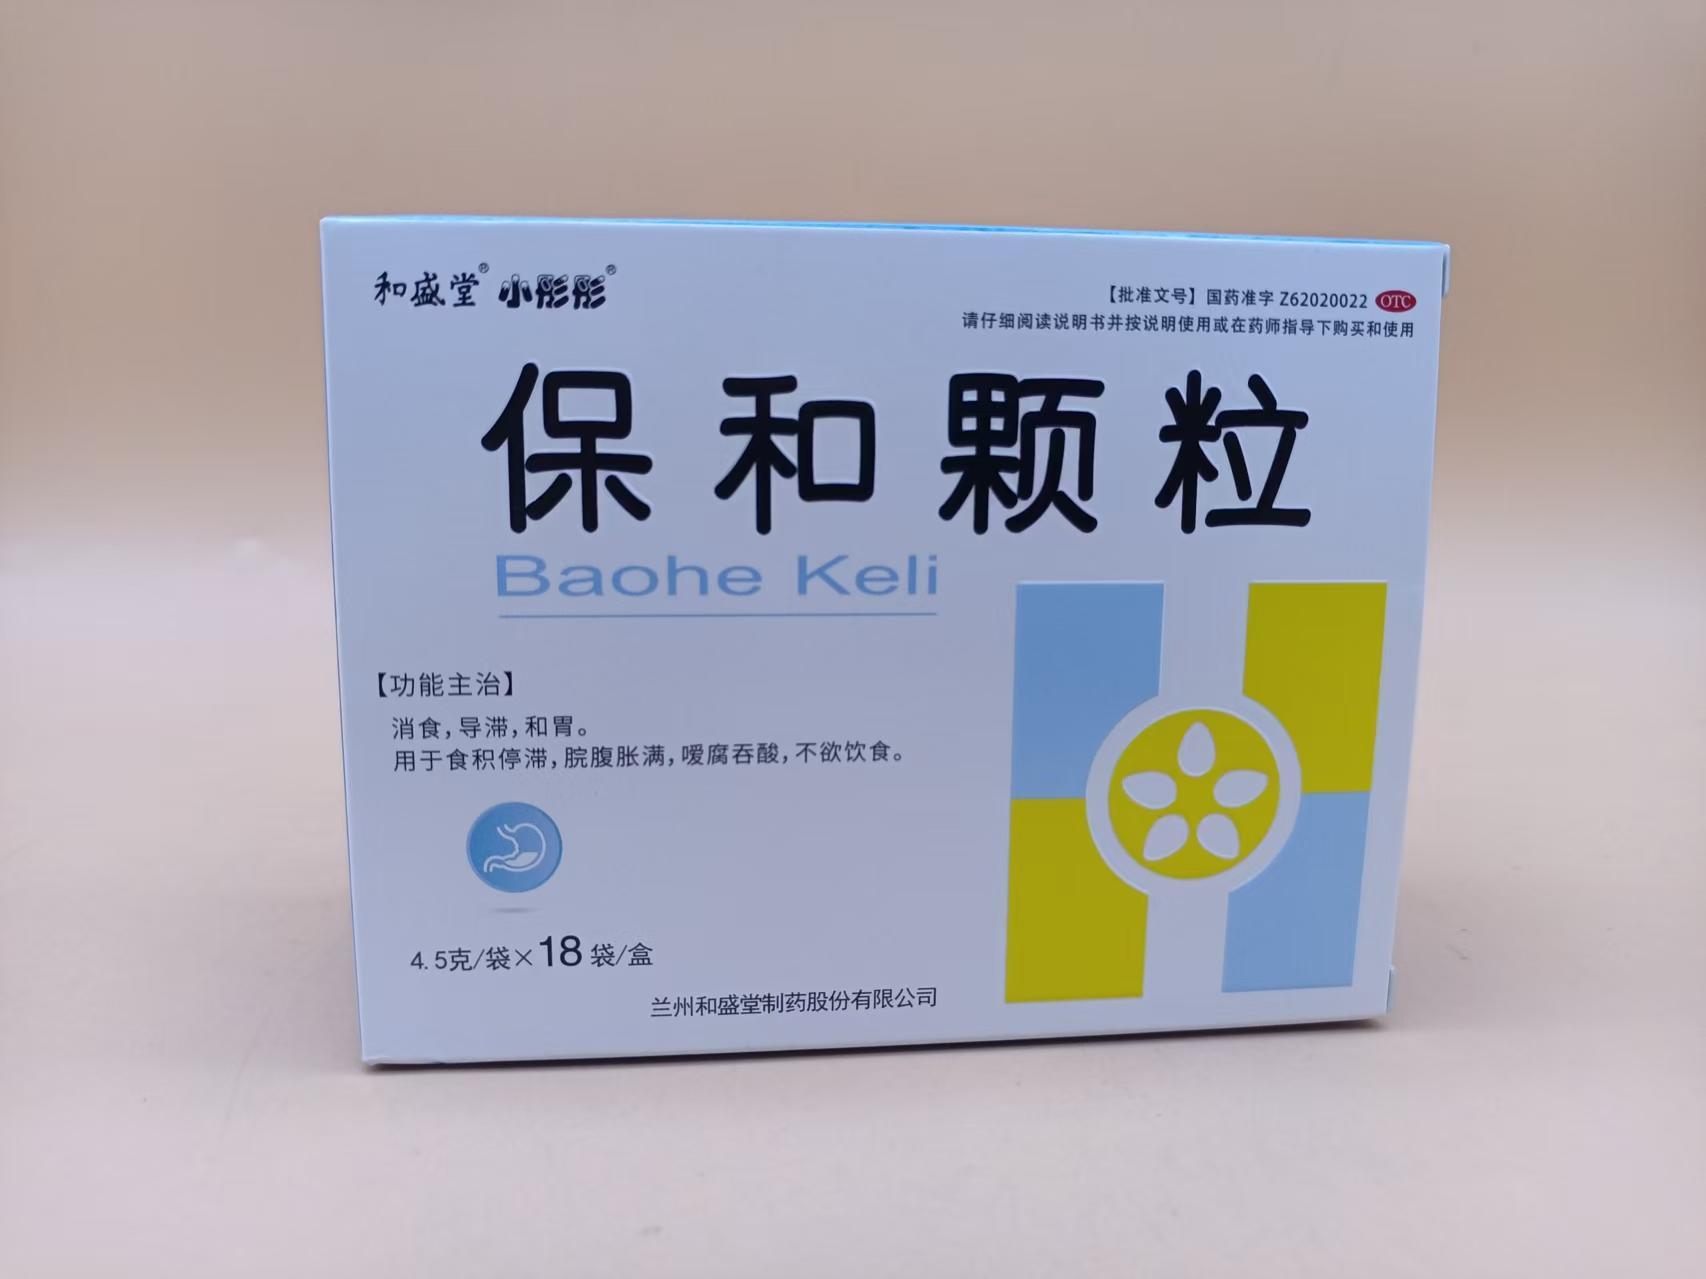 和盛堂® 小彤彤®
【批准文号】国药准字 Z62020022 OTC
请仔细阅读说明书并按说明使用或在药师指导下购买和使用
保和颗粒
Baohe Keli
【功能主治】
消食,导滞,和胃。
用于食积停滞,脘腹胀满,嗳腐吞酸,不欲饮食。
4.5克/袋×18袋/盒
兰州和盛堂制药股份有限公司